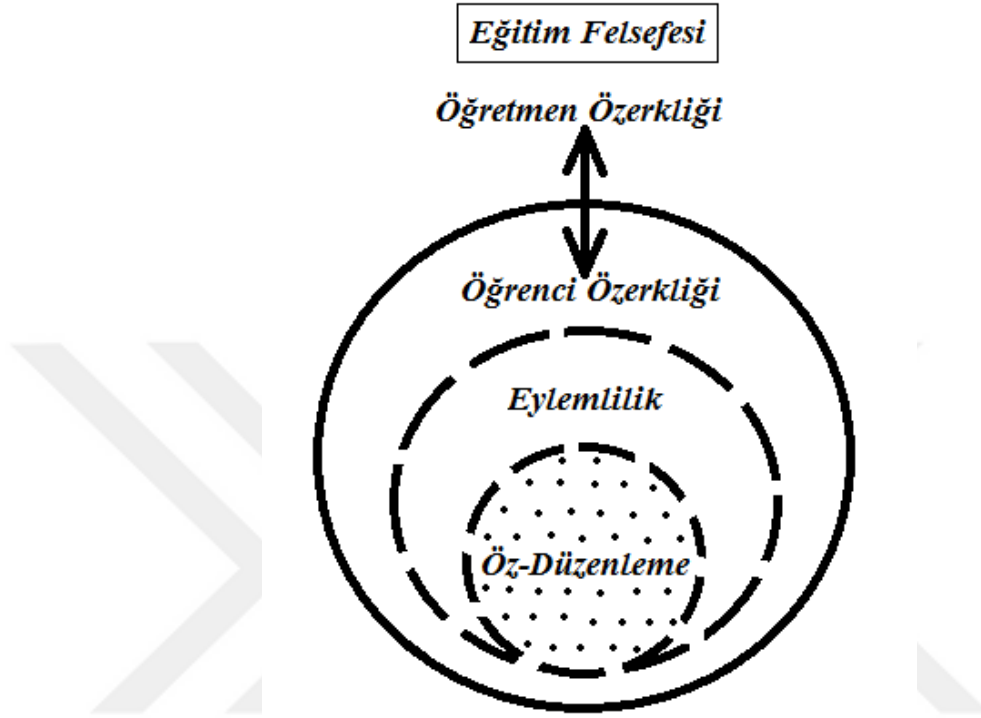 Eğitim Felsefesi
Öğretmen Özerkliği
Öğrenci Özerkliği
Eylemlilik
Öz-Düzenleme